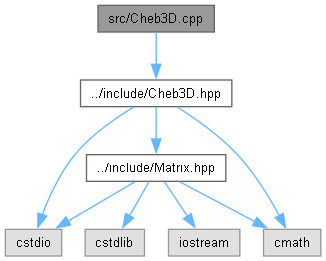 src/Cheb3D.cpp
../include/Cheb3D.hpp
../include/Matrix.hpp
cstdio
cstdlib
iostream
cmath